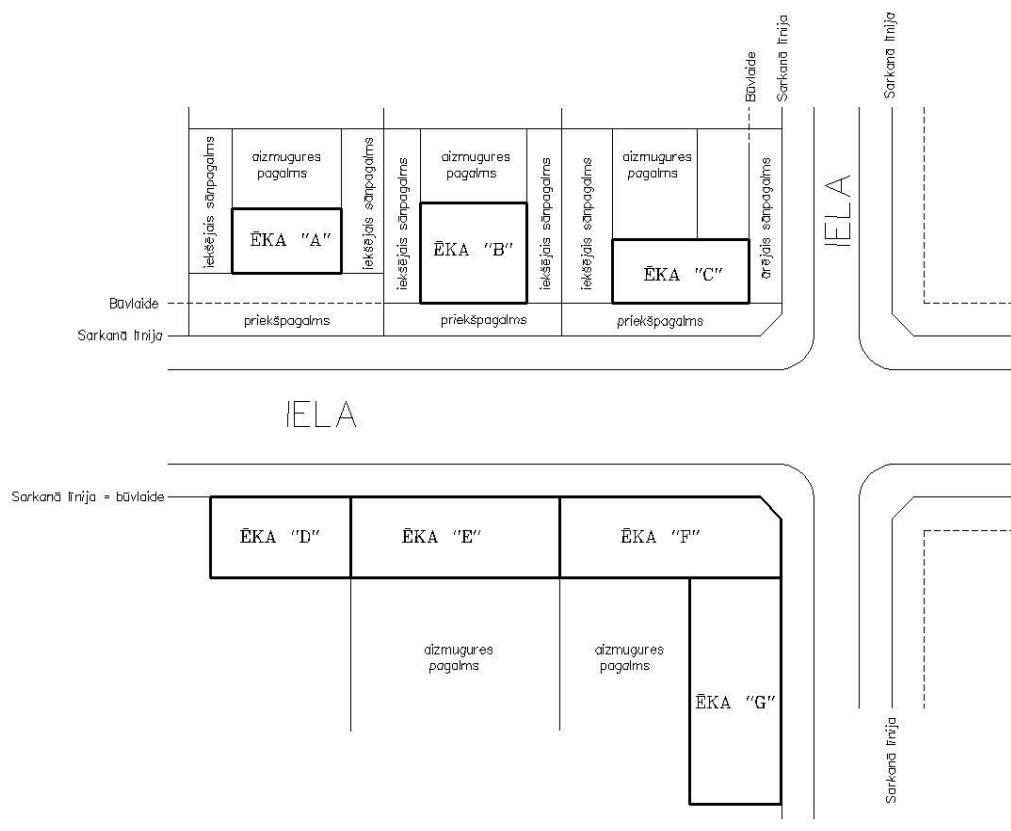 Būvlaide
Sarkanā līnija
Sarkanā līnija
iekšējais sānpagalms
aizmugures
pagalms
iekšējais sānpagalms
iekšējais sānpagalms
aizmugures
pagalms
iekšējais sānpagalms
iekšējais sānpagalms
aizmugures
pagalms
ārējais sānpagalms
IELA
ĒKA "A"
ĒKA "B"
ĒKA "C"
Būvlaide
priekšpagalms
priekšpagalms
priekšpagalms
Sarkanā līnija
IELA
Sarkanā līnija = būvlaide
ĒKA "D"
ĒKA "E"
ĒKA "F"
aizmugures
pagalms
aizmugures
pagalms
ĒKA "G"
Sarkanā līnija